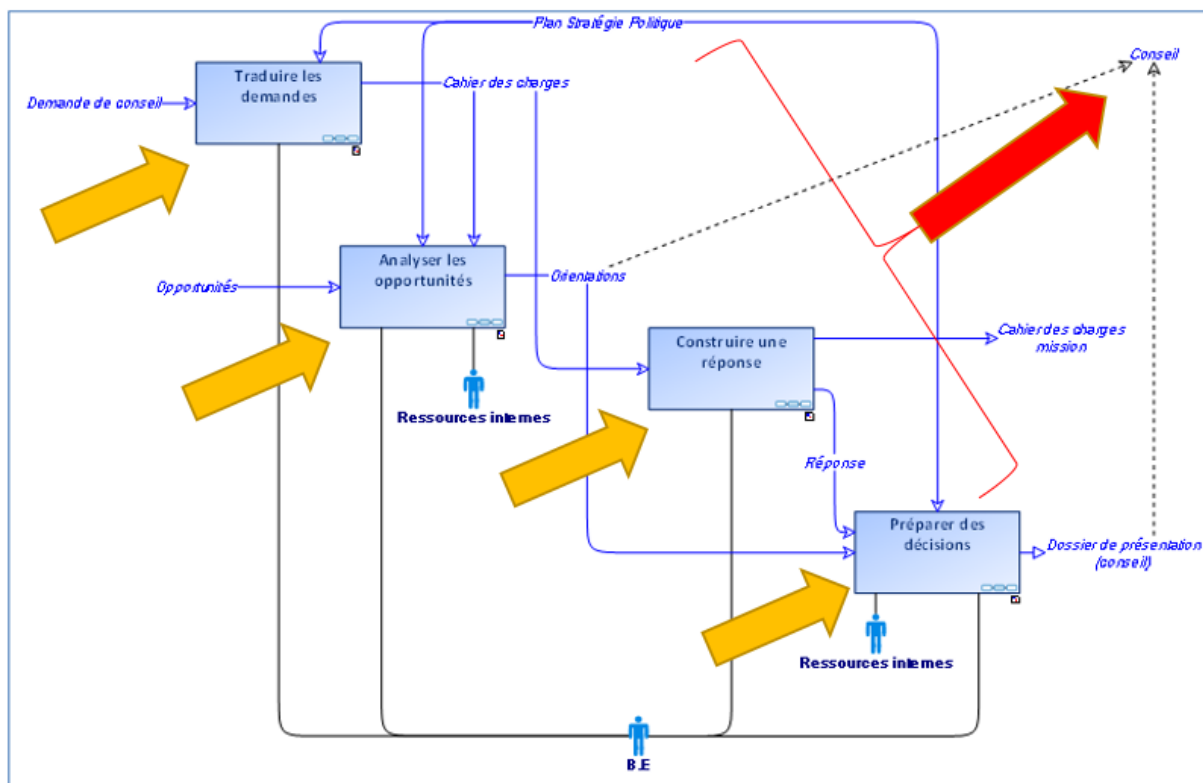 Plan Stratégie Politique
Conseil
Traduire les
demandes
Cahier des charges
Demande de conseil
Analyser les
opportunités
Opportunités
Orientations
Construire une
réponse
Cahier des charges
mission
Ressources internes
Réponse
Préparer des
décisions
Dossier de présentation
(conseil)
Ressources internes
B.E